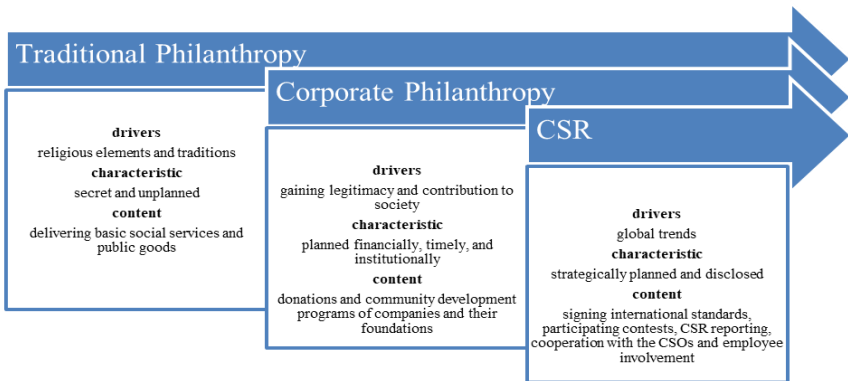 Traditional Philanthropy
drivers
religious elements and traditions
characteristic
secret and unplanned
content
delivering basic social services and
public goods
Corporate Philanthropy
drivers
gaining legitimacy and contribution to
society
characteristic
planned financially, timely, and
institutionally
content
donations and community development
programs of companies and their
foundations
CSR
drivers
global trends
characteristic
strategically planned and disclosed
content
signing international standards,
participating contests, CSR reporting,
cooperation with the CSOs and employee
involvement